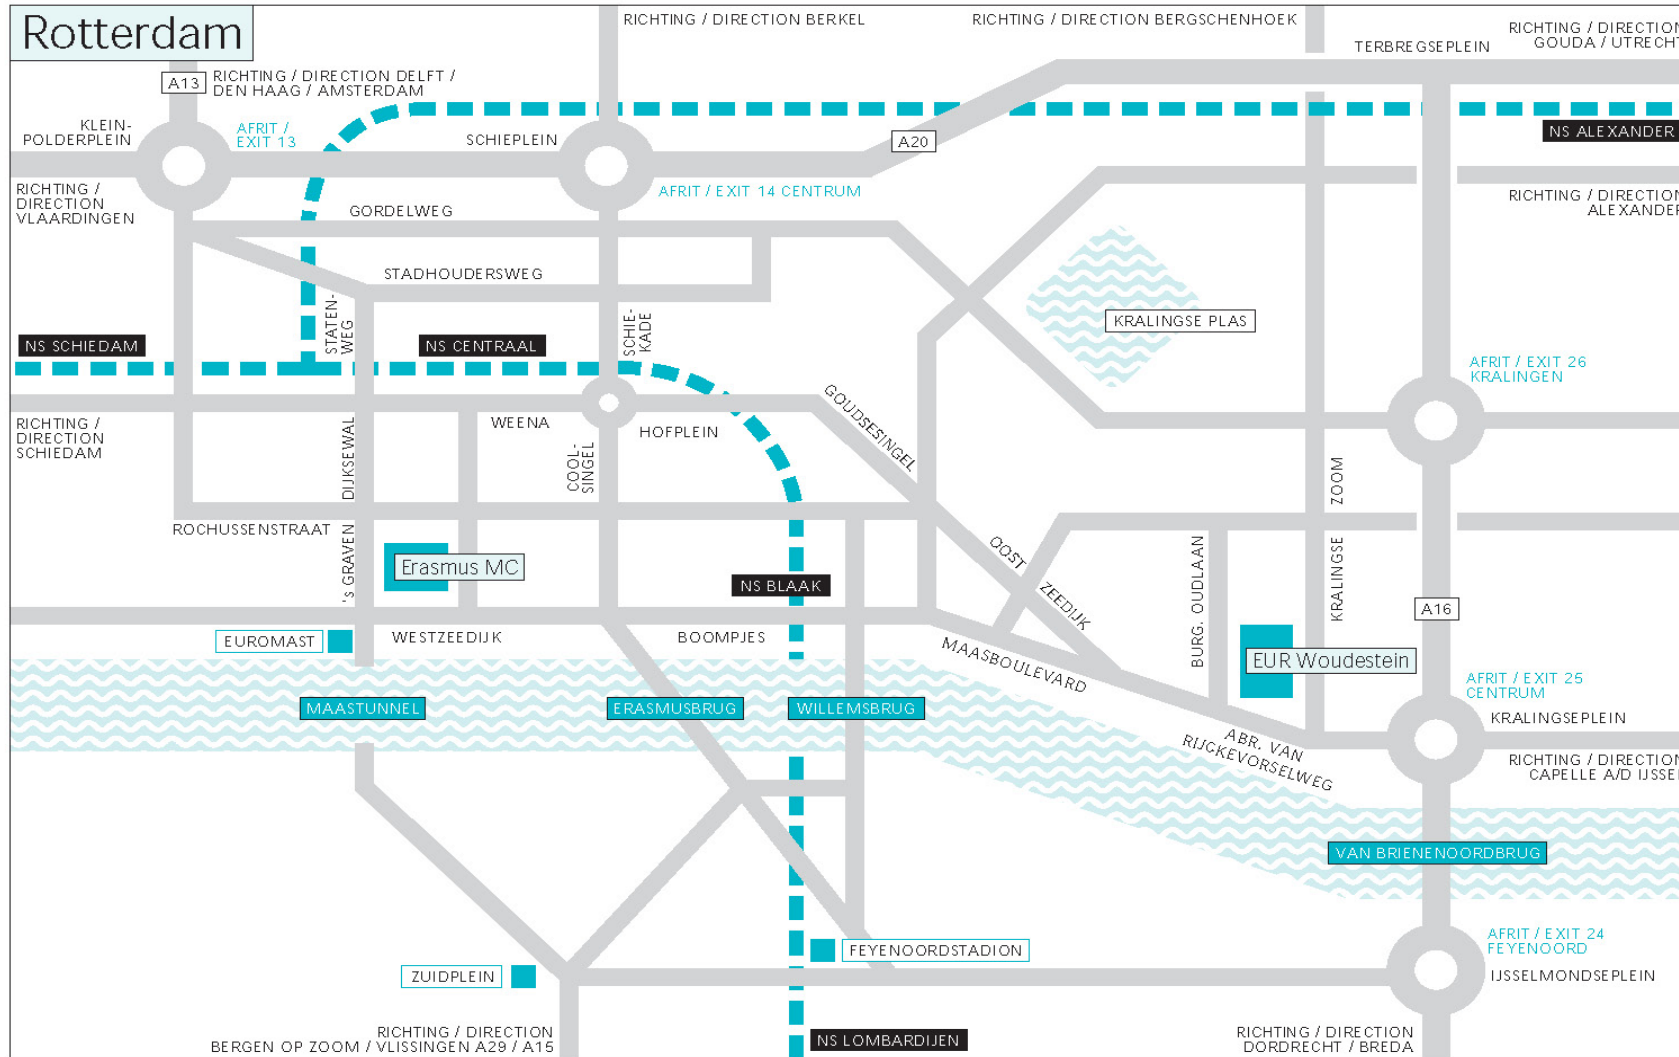 Rotterdam
RICHTING / DIRECTION BERKEL
RICHTING / DIRECTION BERGSCHENHOEK
RICHTING / DIRECTION
GOUDA / UTRECHT
TERBREGSEPLEIN
A13
RICHTING / DIRECTION DELFT /
DEN HAAG / AMSTERDAM
KLEIN-
POLDERPLEIN
AFRIT /
EXIT 13
SCHIEPLEIN
A20
NS ALEXANDER
RICHTING /
DIRECTION
VLAARDINGEN
AFRIT / EXIT 14 CENTRUM
RICHTING / DIRECTION
ALEXANDER
GORDELWEG
STADHOUDERSWEG
STATEN-
WEG
SCHIE-
KADE
KRALINGSE PLAS
NS SCHIEDAM
NS CENTRAAL
AFRIT / EXIT 26
KRALINGEN
RICHTING /
DIRECTION
SCHIEDAM
WEENA
HOFPLEIN
GOUDSESINGEL
COOL-
SINGEL
'S GRAVEN DIJKSEWAL
KRALINGSE ZOOM
ROCHUSSENSTRAAT
Erasmus MC
OOST ZEEDIJK
BURG. OUDLAAN
NS BLAAK
A16
EUROMAST
WESTZEEDIJK
BOOMPJES
MAASBOULEVARD
EUR Woudestein
AFRIT / EXIT 25
CENTRUM
MAASTUNNEL
ERASMUSBRUG
WILLEMSBRUG
KRALINGSEPLEIN
ABR. VAN
RIJCKEVORSELWEG
RICHTING / DIRECTION
CAPELLE A/D IJSSEL
VAN BRIENENOORDBRUG
AFRIT / EXIT 24
FEYENOORD
FEYENOORDSTADION
ZUIDPLEIN
IJSSELMONDSEPLEIN
RICHTING / DIRECTION
BERGEN OP ZOOM / VLISSINGEN A29 / A15
NS LOMBARDIJEN
RICHTING / DIRECTION
DORDRECHT / BREDA